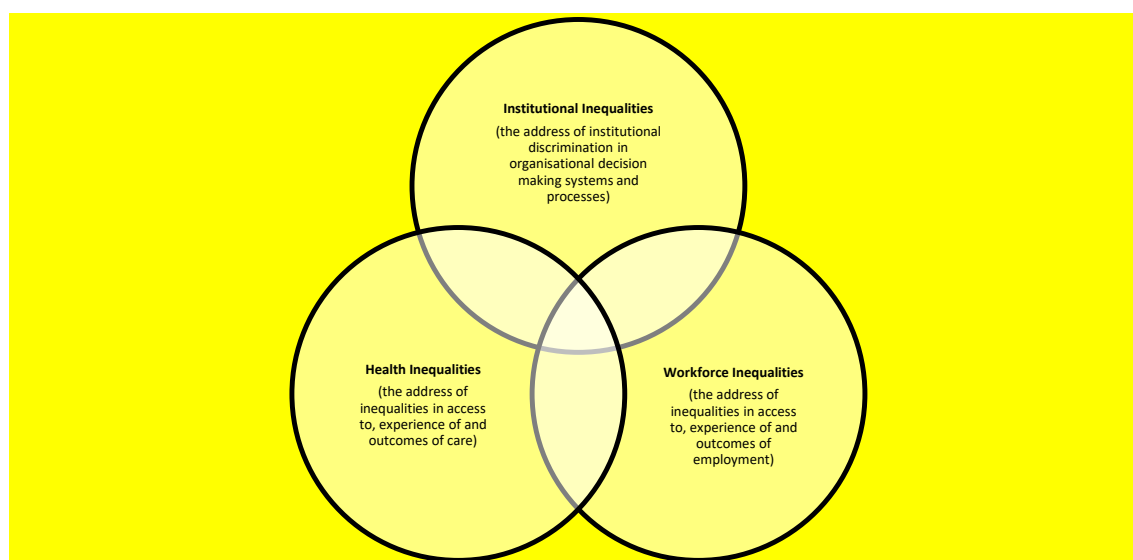 Institutional Inequalities
(the address of institutional
discrimination in
organisational decision
making systems and
processes)
Health Inequalities
(the address of
inequalities in access
to, experience of and
outcomes of care)
Workforce Inequalities
(the address of
inequalities in access
to, experience of and
outcomes of
employment)